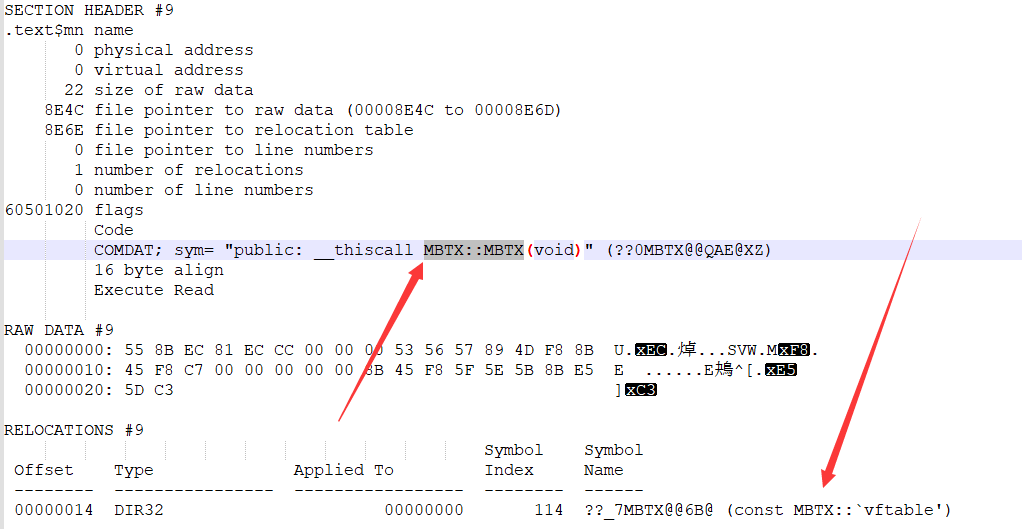 SECTION HEADER #9
.text$mn name
0 physical address
0 virtual address
22 size of raw data
8E4C file pointer to raw data (00008E4C to 00008E6D)
8E6E file pointer to relocation table
0 file pointer to line numbers
1 number of relocations
0 number of line numbers
60501020 flags
Code
COMDAT; sym= "public: __thiscall MBTX::MBTX(void)" (??0MBTX@@QAE@XZ)
16 byte align
Execute Read
RAW DATA #9
00000000: 55 8B EC 81 EC CC 00 00 00 53 56 57 89 4D F8 8B U.xEC.焯...SVW.MxF8.
00000010: 45 F8 C7 00 00 00 00 00 8B 45 F8 5F 5E 5B 8B E5 E ......E鴂^[.xE5
00000020: 5D C3 ]xC3
RELOCATIONS #9
Symbol Symbol
Offset Type Applied To Index Name
-------- ---------------- ----------------- -------- ------
00000014 DIR32 00000000 114 ??_7MBTX@@6B@ (const MBTX::`vftable')